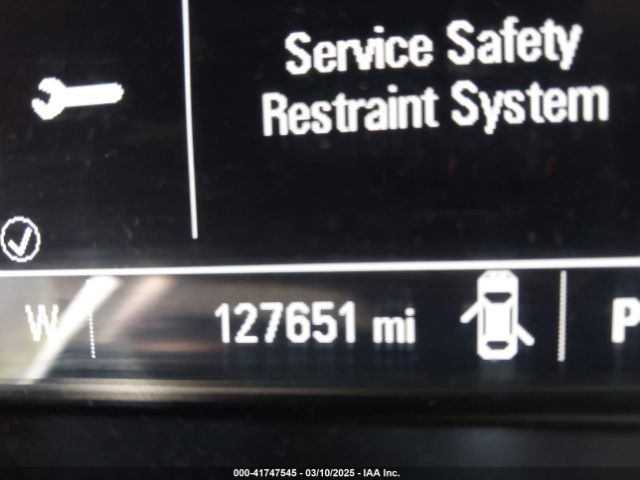 Service Safety
Restraint System
W
127651 mi
P
000-41747545 - 03/10/2025 - IAA Inc.